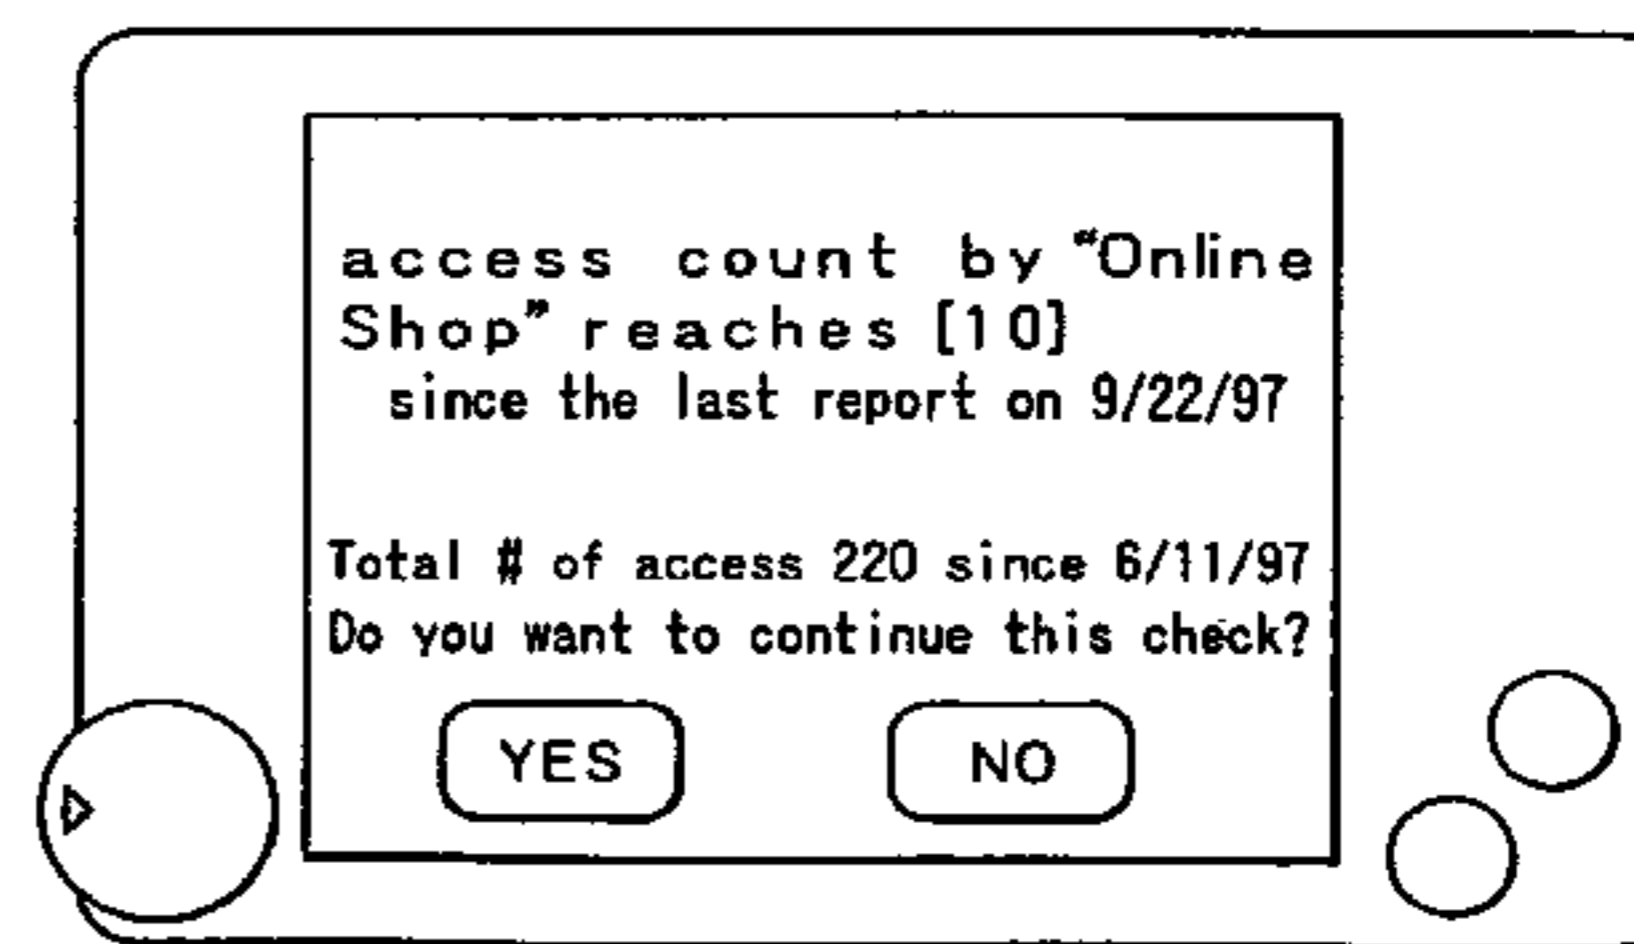 access count by "Online
Shop" reaches [10]
since the last report on 9/22/97
Total # of access 220 since 6/11/97
Do you want to continue this check?
YES NO